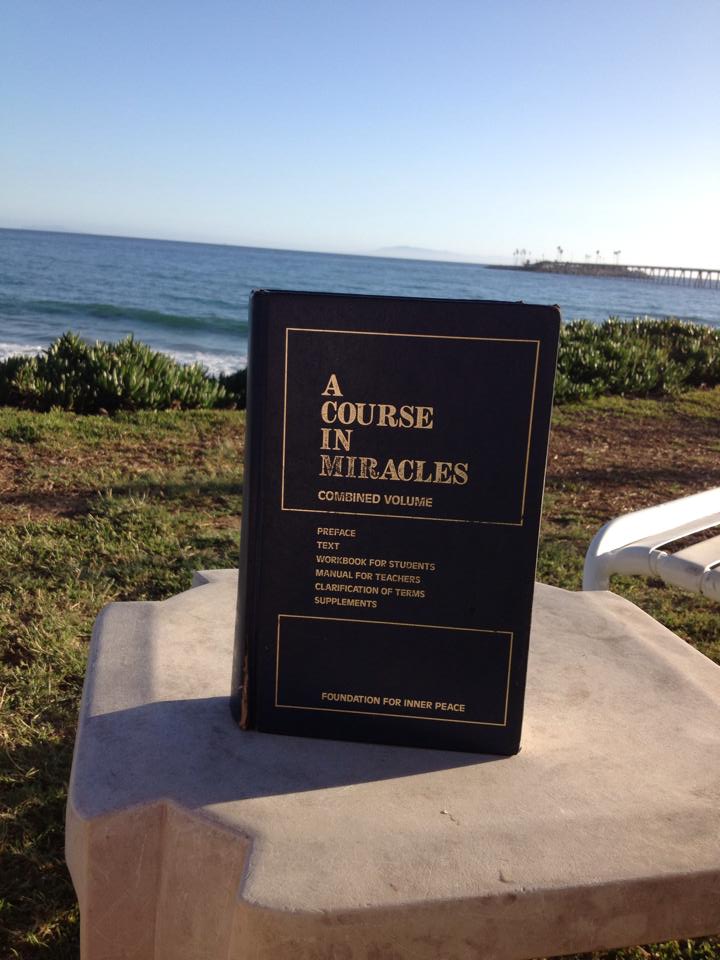 A
COURSE
IN
MIRACLES
COMBINED VOLUME
PREFACE
TEXT
WORKBOOK FOR STUDENTS
MANUAL FOR TEACHERS
CLARIFICATION OF TERMS
SUPPLEMENTS
FOUNDATION FOR INNER PEACE